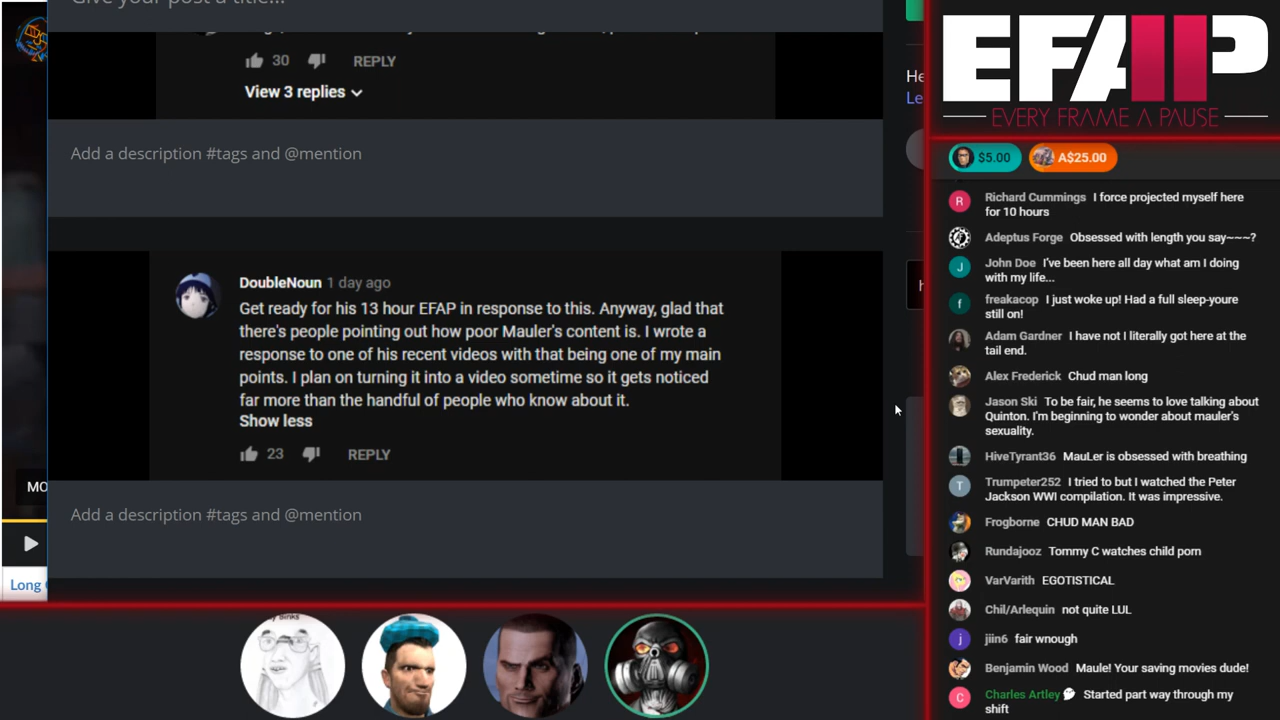 Give your post a title...
30
REPLY
View 3 replies
Add a description #tags and @mention
DoubleNoun 1 day ago
Get ready for his 13 hour EFAP in response to this. Anyway, glad that
there's people pointing out how poor Mauler's content is. I wrote a
response to one of his recent videos with that being one of my main
points. I plan on turning it into a video sometime so it gets noticed
far more than the handful of people who know about it.
Show less
23
REPLY
Add a description #tags and @mention
MO
Long
He
Le
EFAP
EVERY FRAME A PAUSE
$5.00
A$25.00
R
Richard Cummings I force projected myself here
for 10 hours
Adeptus Forge Obsessed with length you say~~~?
J
John Doe I've been here all day what am I doing
with my life...
f
freakacop I just woke up! Had a full sleep-youre
still on!
Adam Gardner I have not I literally got here at the
tail end.
Alex Frederick Chud man long
Jason Ski To be fair, he seems to love talking about
Quinton. I'm beginning to wonder about mauler's
sexuality.
HiveTyrant36 MauLer is obsessed with breathing
T
Trumpeter252 I tried to but I watched the Peter
Jackson WWI compilation. It was impressive.
Frogborne CHUD MAN BAD
Rundajooz Tommy C watches child porn
VarVarith EGOTISTICAL
Chil/Arlequin not quite LUL
j
jiin6 fair wnough
Benjamin Wood Maule! Your saving movies dude!
C
Charles Artley Started part way through my
shift